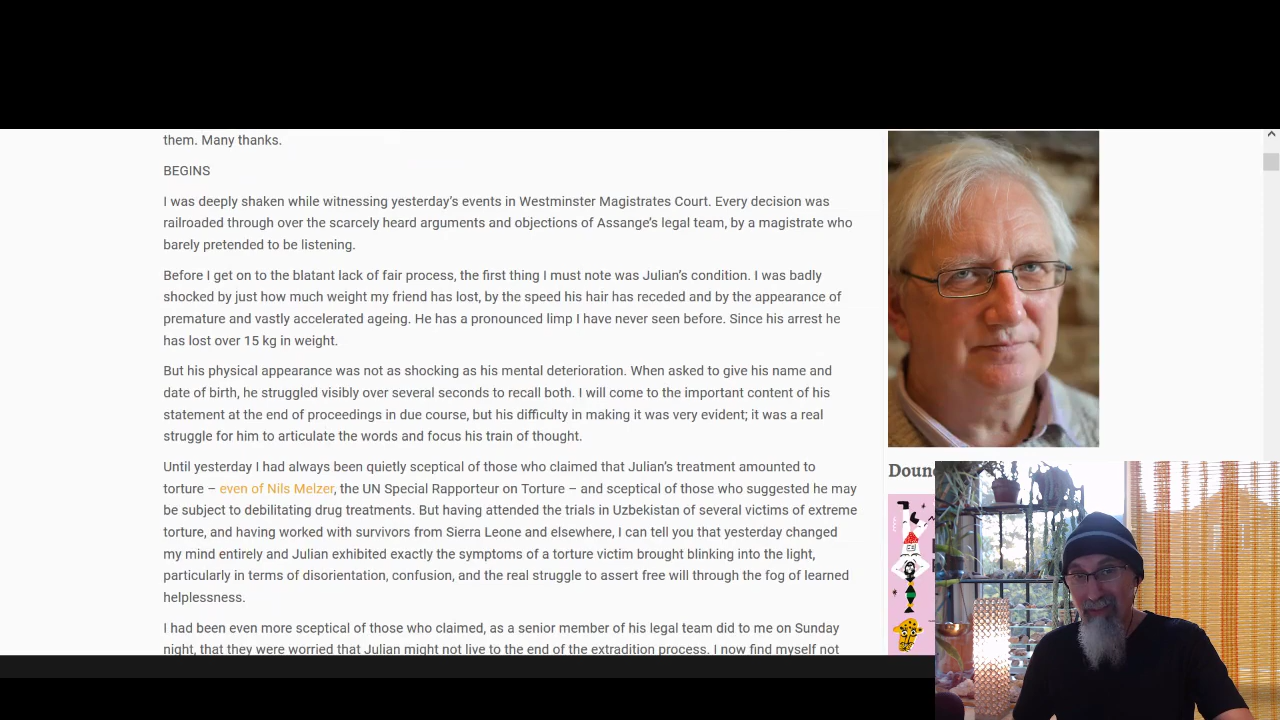 them. Many thanks.
BEGINS
I was deeply shaken while witnessing yesterday's events in Westminster Magistrates Court. Every decision was
railroaded through over the scarcely heard arguments and objections of Assange's legal team, by a magistrate who
barely pretended to be listening.
Before I get on to the blatant lack of fair process, the first thing I must note was Julian's condition. I was badly
shocked by just how much weight my friend has lost, by the speed his hair has receded and by the appearance of
premature and vastly accelerated ageing. He has a pronounced limp I have never seen before. Since his arrest he
has lost over 15 kg in weight.
But his physical appearance was not as shocking as his mental deterioration. When asked to give his name and
date of birth, he struggled visibly over several seconds to recall both. I will come to the important content of his
statement at the end of proceedings in due course, but his difficulty in making it was very evident; it was a real
struggle for him to articulate the words and focus his train of thought.
Until yesterday I had always been quietly sceptical of those who claimed that Julian's treatment amounted to
torture – even of Nils Melzer, the UN Special Rapporteur on Torture – and sceptical of those who suggested he may
be subject to debilitating drug treatments. But having attended the trials in Uzbekistan of several victims of extreme
torture, and having worked with survivors from Sierra Leone and elsewhere, I can tell you that yesterday changed
my mind entirely and Julian exhibited exactly the symptoms of a torture victim brought blinking into the light,
particularly in terms of disorientation, confusion, and the real struggle to assert free will through the fog of learned
helplessness.
I had been even more sceptical of those who claimed, as a senior member of his legal team did to me on Sunday
night, that they were worried that Julian might not live to the end of the extradition process. I now find myself not
Doune